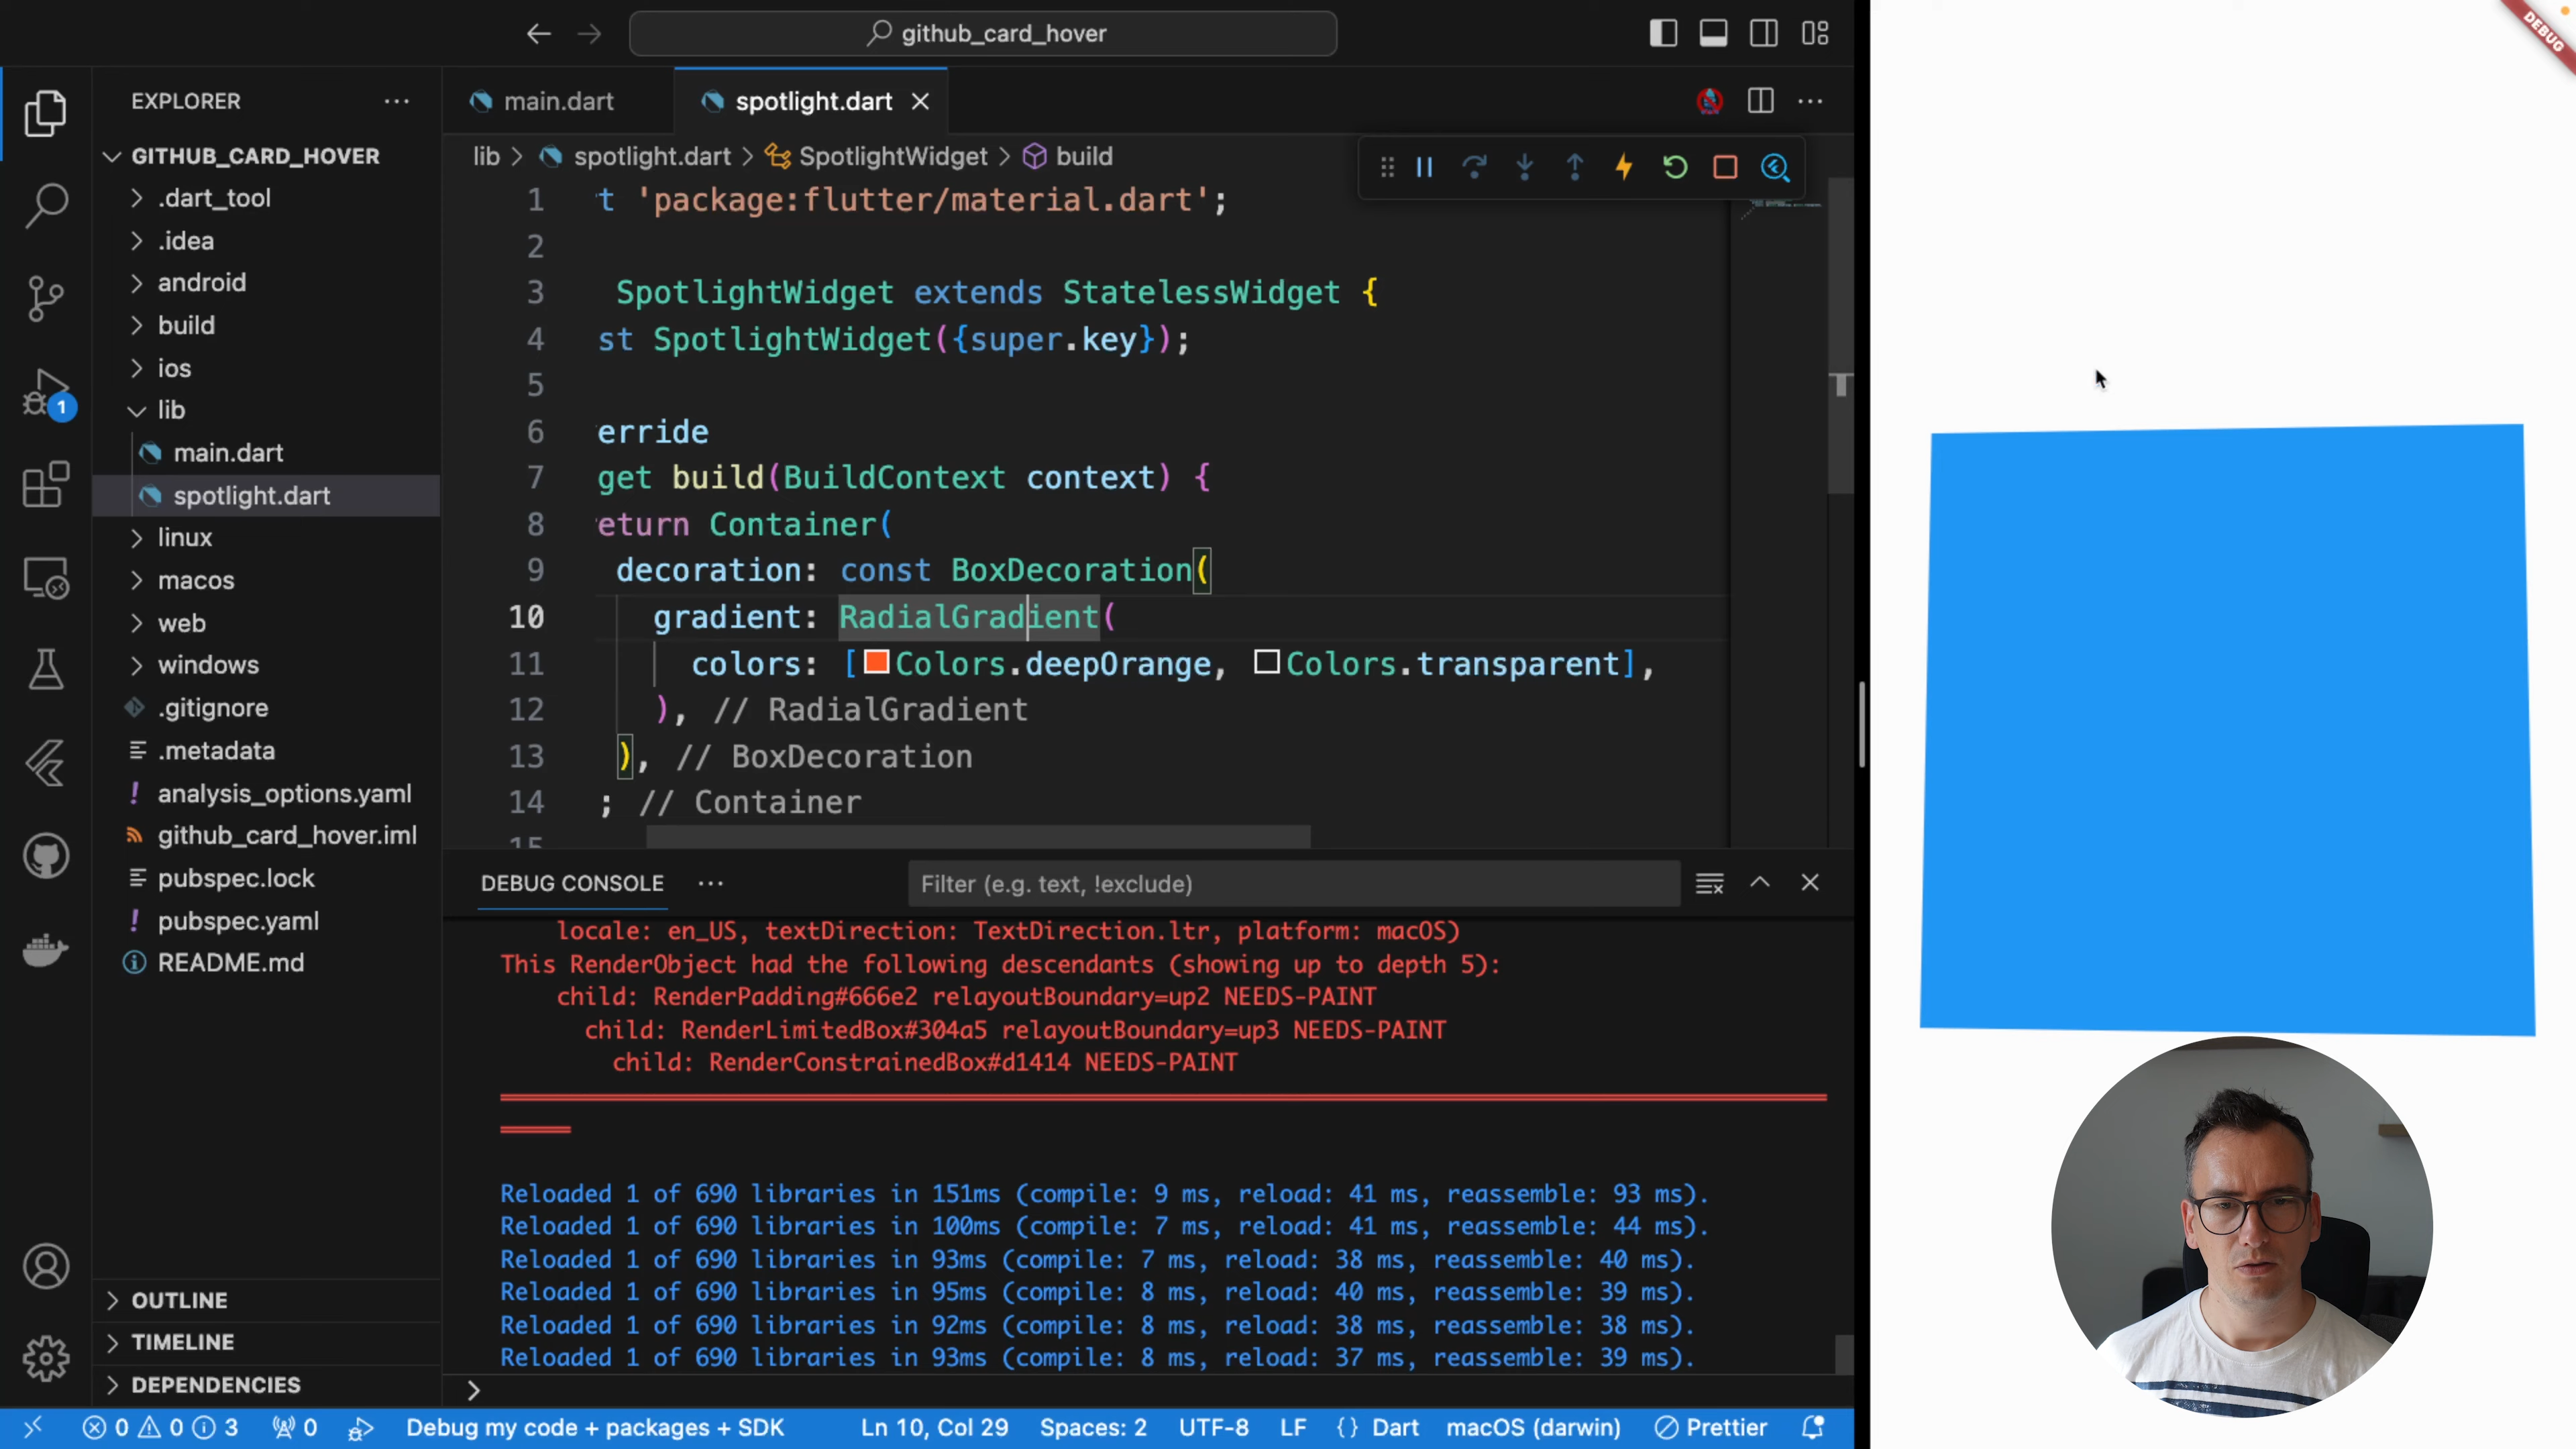 github_card_hover
DEBUG
EXPLORER
main.dart
spotlight.dart
GITHUB_CARD_HOVER
.dart_tool
.idea
android
build
ios
lib
main.dart
spotlight.dart
linux
macos
web
windows
.gitignore
.metadata
analysis_options.yaml
github_card_hover.iml
pubspec.lock
pubspec.yaml
README.md
OUTLINE
TIMELINE
DEPENDENCIES
1
lib > spotlight.dart > SpotlightWidget > build
1 t 'package:flutter/material.dart';
2
3 SpotlightWidget extends StatelessWidget {
4 st SpotlightWidget({super.key});
5
6 erride
7 get build(BuildContext context) {
8 eturn Container(
9 decoration: const BoxDecoration(
10 gradient: RadialGradient(
11 colors: [Colors.deepOrange, Colors.transparent],
12 ), // RadialGradient
13 ), // BoxDecoration
14 ; // Container
15
DEBUG CONSOLE
Filter (e.g. text, !exclude)
locale: en_US, textDirection: TextDirection.ltr, platform: macOS)
This RenderObject had the following descendants (showing up to depth 5):
child: RenderPadding#666e2 relayoutBoundary=up2 NEEDS-PAINT
child: RenderLimitedBox#304a5 relayoutBoundary=up3 NEEDS-PAINT
child: RenderConstrainedBox#d1414 NEEDS-PAINT
Reloaded 1 of 690 libraries in 151ms (compile: 9 ms, reload: 41 ms, reassemble: 93 ms).
Reloaded 1 of 690 libraries in 100ms (compile: 7 ms, reload: 41 ms, reassemble: 44 ms).
Reloaded 1 of 690 libraries in 93ms (compile: 7 ms, reload: 38 ms, reassemble: 40 ms).
Reloaded 1 of 690 libraries in 95ms (compile: 8 ms, reload: 40 ms, reassemble: 39 ms).
Reloaded 1 of 690 libraries in 92ms (compile: 8 ms, reload: 38 ms, reassemble: 38 ms).
Reloaded 1 of 690 libraries in 93ms (compile: 8 ms, reload: 37 ms, reassemble: 39 ms).
0 0 3 0 Debug my code + packages + SDK Ln 10, Col 29 Spaces: 2 UTF-8 LF {} Dart macOS (darwin) Prettier